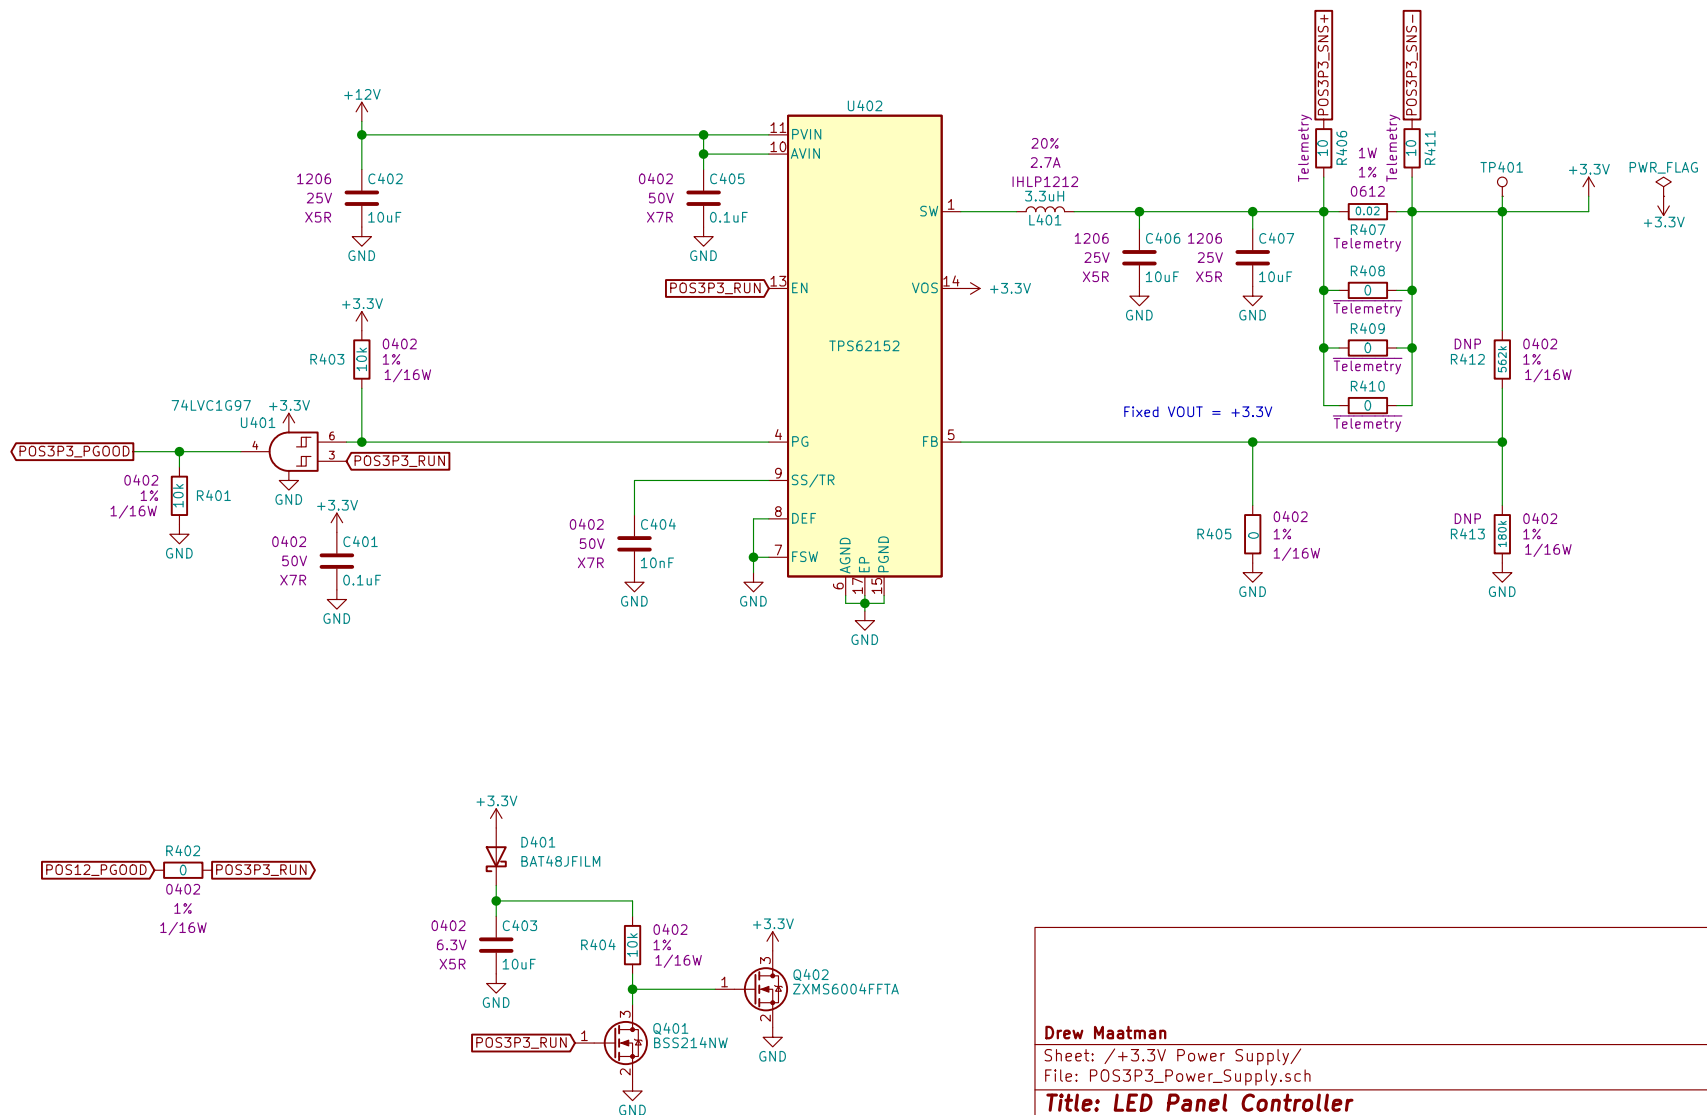 POS3P3_SNS+
POS3P3_SNS-
+12V
U402
11
PVIN
10
AVIN
1206
25V
X5R
C402
10uF
GND
0402
50V
X7R
C405
0.1uF
GND
SW
1
20%
2.7A
IHLP1212
3.3uH
L401
Telemetry
10
R406
Telemetry
10
R411
1W
1%
0612
0.02
R407
Telemetry
TP401
+3.3V
PWR_FLAG
+3.3V
1206
25V
X5R
C406
10uF
GND
1206
25V
X5R
C407
10uF
GND
R408
0
Telemetry
R409
0
Telemetry
R410
0
Telemetry
POS3P3_RUN
13
EN
VOS
14
+3.3V
TPS62152
+3.3V
R403
10k
0402
1%
1/16W
DNP
R412
562k
0402
1%
1/16W
Fixed VOUT = +3.3V
74LVC1G97
+3.3V
U401
POS3P3_PGOOD
4
6
3
POS3P3_RUN
GND
4
PG
FB
5
0402
1%
1/16W
10k
R401
GND
9
SS/TR
8
DEF
7
FSW
+3.3V
0402
50V
X7R
C401
0.1uF
GND
0402
50V
X7R
C404
10nF
GND
GND
AGND
EP
PGND
6
17
15
GND
R405
0
0402
1%
1/16W
GND
DNP
R413
180k
0402
1%
1/16W
GND
R402
POS12_PGOOD
0
POS3P3_RUN
0402
1%
1/16W
+3.3V
D401
BAT48JFILM
0402
6.3V
X5R
C403
10uF
GND
R404
10k
0402
1%
1/16W
+3.3V
3
1
Q402
ZXMS6004FFTA
2
GND
POS3P3_RUN
1
3
Q401
BSS214NW
2
GND
Drew Maatman
Sheet: /+3.3V Power Supply/
File: POS3P3_Power_Supply.sch
Title: LED Panel Controller